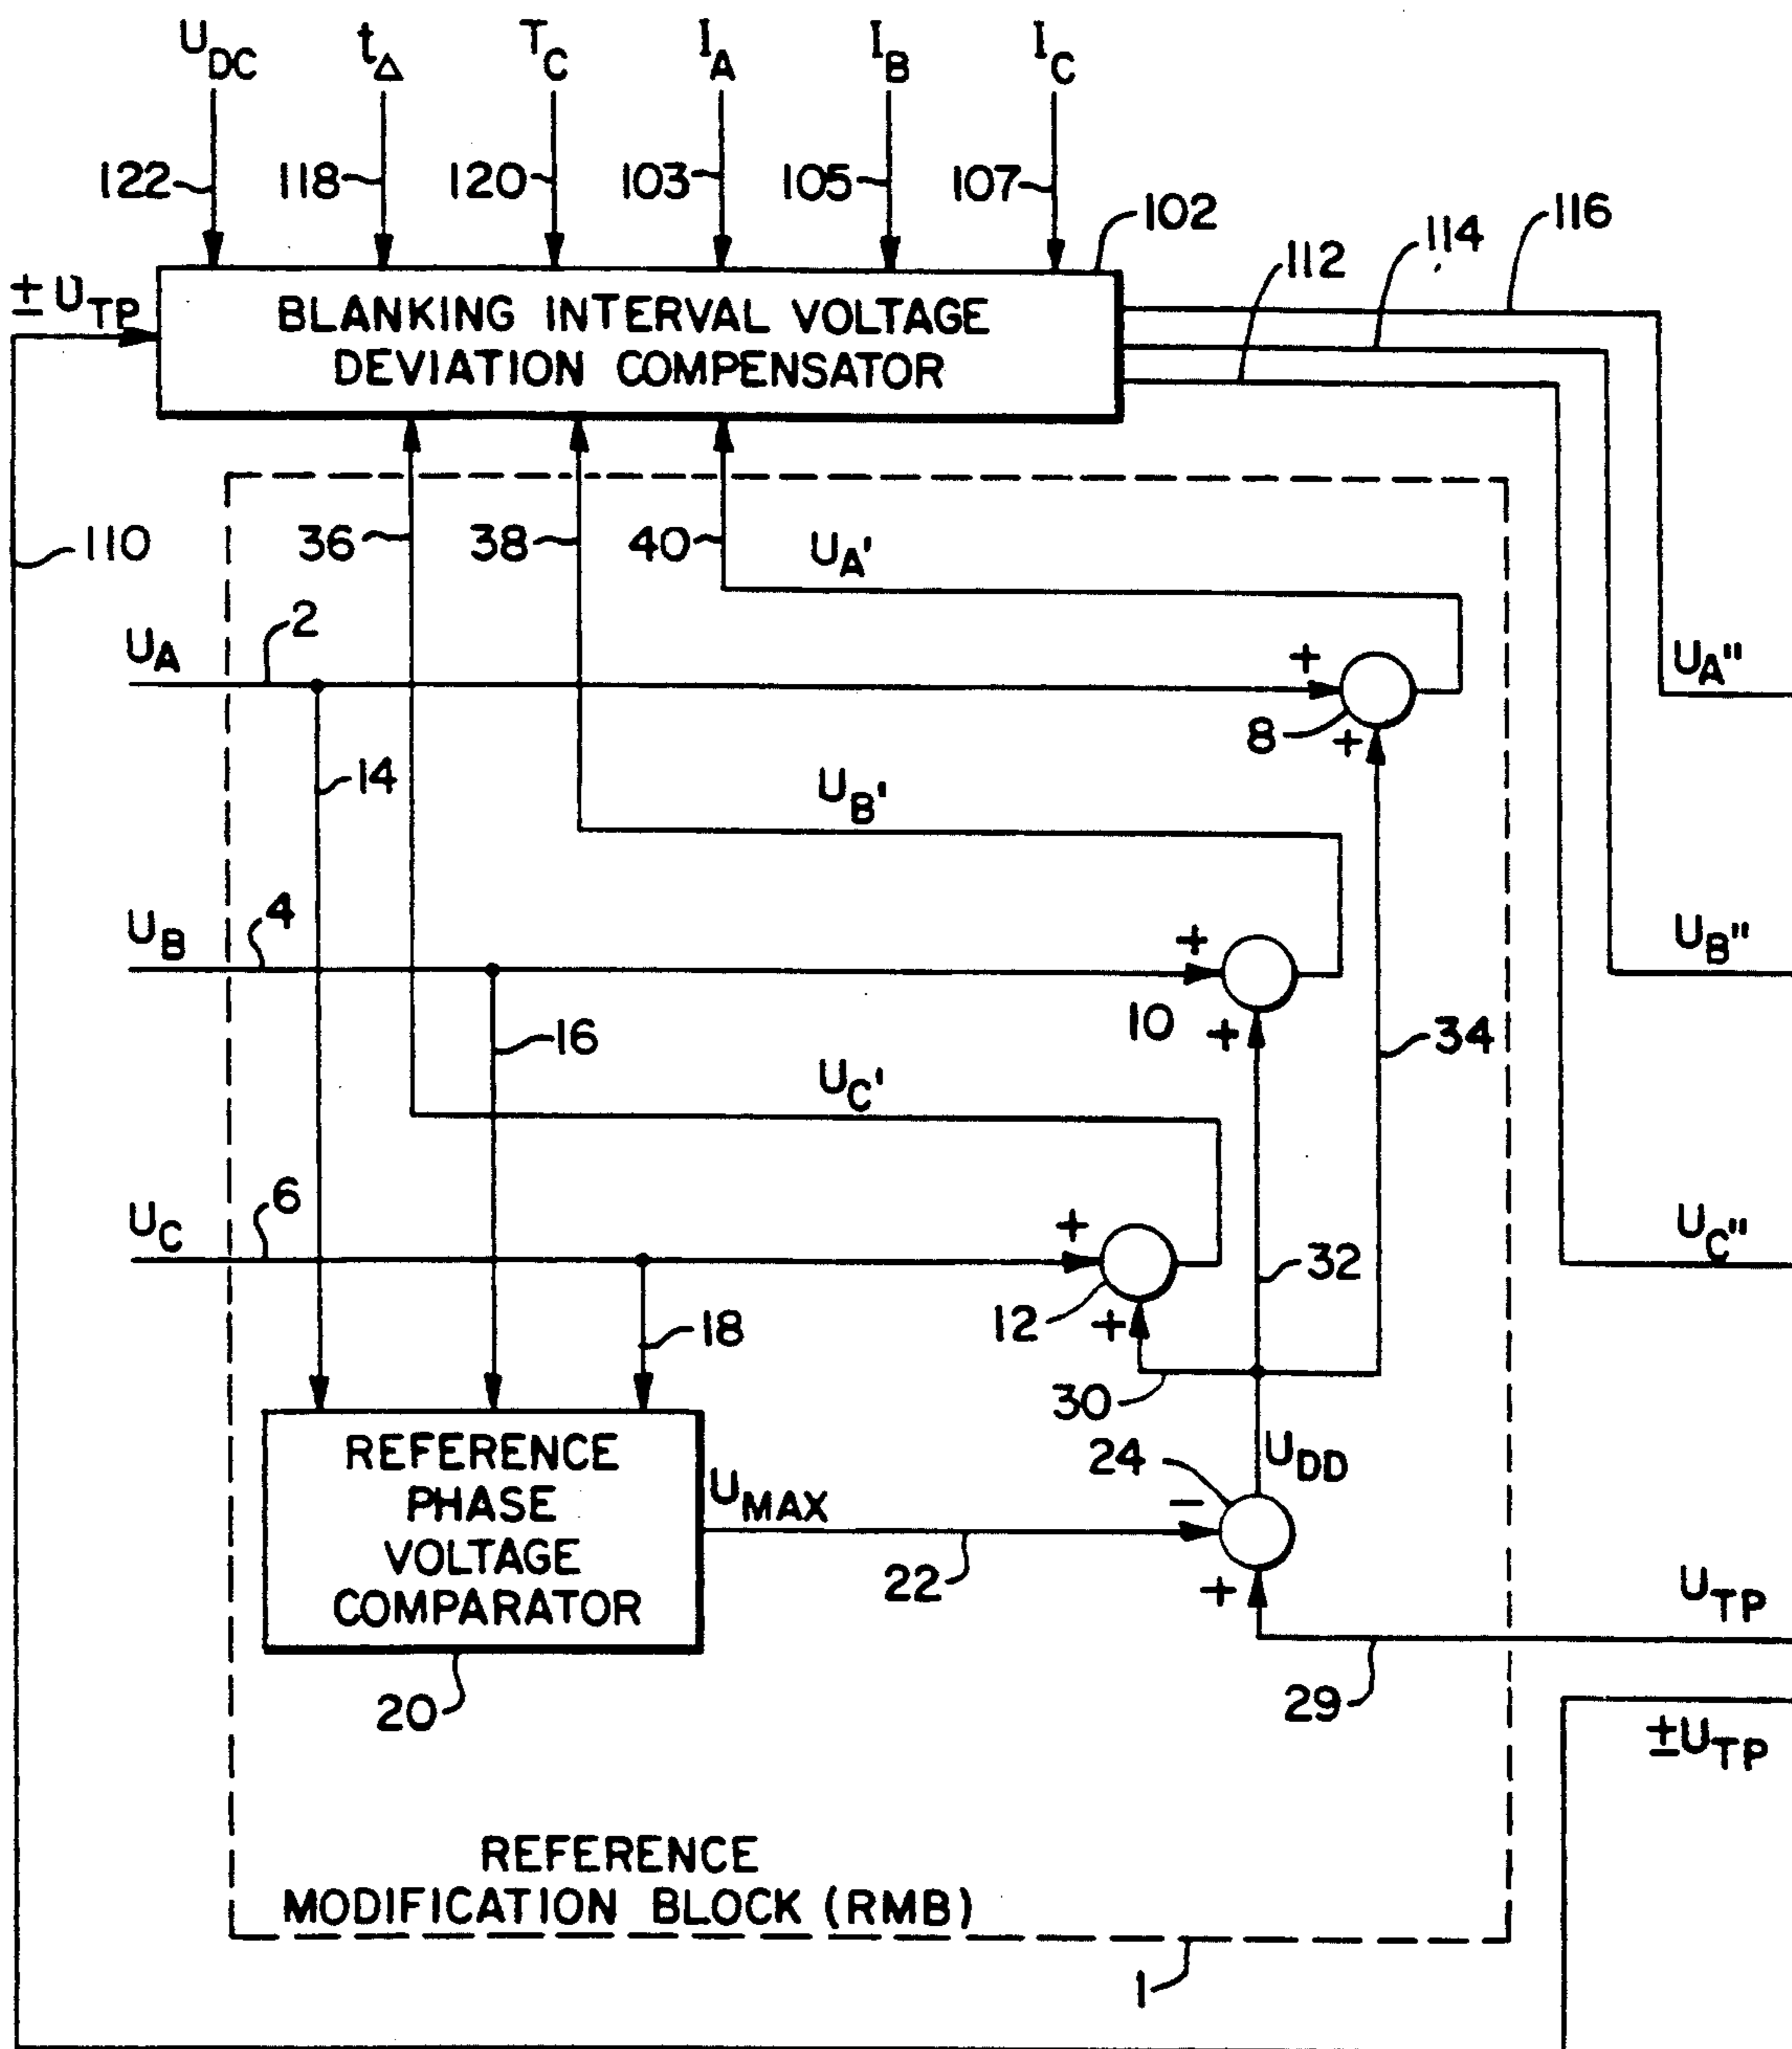 U_DC t_Δ T_C I_A I_B I_C
122 118 120 103 105 107 102
116
114
112
± U_TP
BLANKING INTERVAL VOLTAGE
DEVIATION COMPENSATOR
110
36 38 40 U_A'
U_A 2
8
+
+
U_A"
14
U_B'
U_B 4
+
10
+
U_B"
16
34
U_C'
U_C 6
+
12
+
U_C"
18
32
30
REFERENCE
PHASE
VOLTAGE
COMPARATOR
20
U_MAX
22
24
U_DD
−
+
29
U_TP
±U_TP
REFERENCE
MODIFICATION BLOCK (RMB)
1